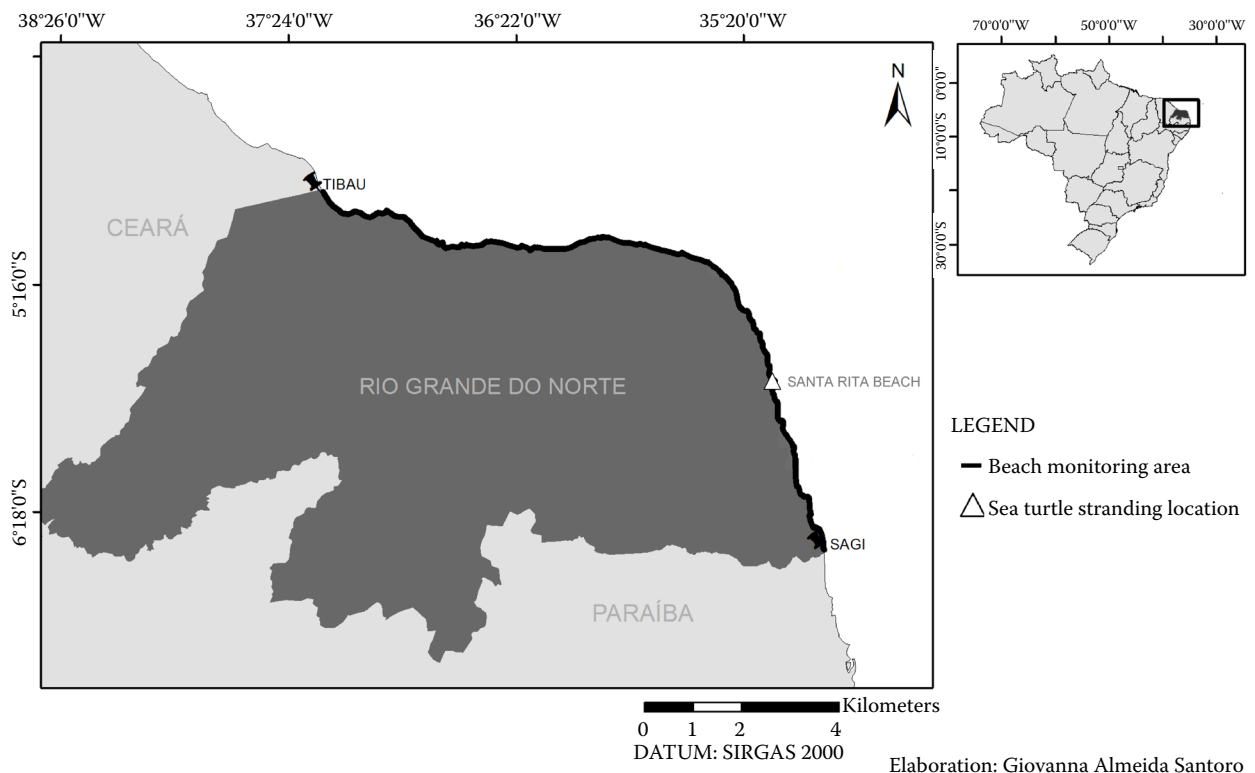 38°26'0''W 37°24'0''W 36°22'0''W 35°20'0''W
70°0'0''W 50°0'0''W 30°0'0''W
0°0'0''
10°0'0''S
30°0'0''S
N
TIBAU
CEARÁ
5°16'0''S
RIO GRANDE DO NORTE
SANTA RITA BEACH
6°18'0''S
SAGI
PARAÍBA
LEGEND
Beach monitoring area
Sea turtle stranding location
Kilometers
0 1 2 4
DATUM: SIRGAS 2000
Elaboration: Giovanna Almeida Santoro